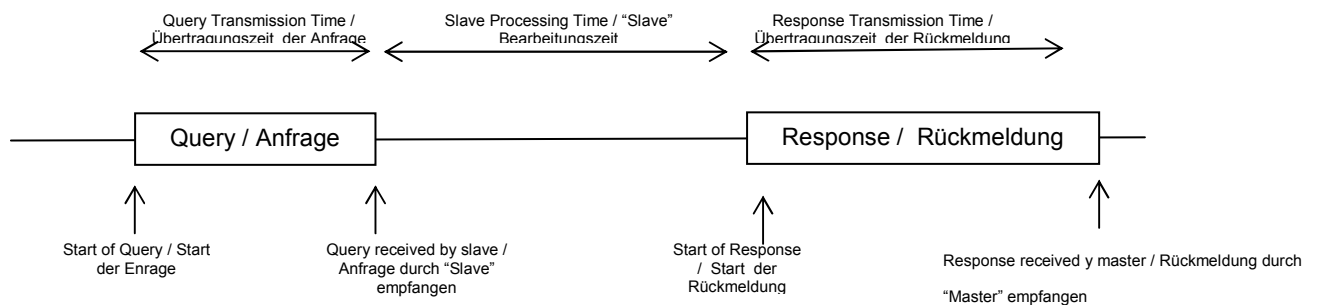 Query Transmission Time /
Übertragungszeit der Anfrage
Slave Processing Time / “Slave”
Bearbeitungszeit
Response Transmission Time /
Übertragungszeit der Rückmeldung
Query / Anfrage
Response / Rückmeldung
Start of Query / Start
der Enrage
Query received by slave /
Anfrage durch “Slave”
empfangen
Start of Response
/ Start der
Rückmeldung
Response received y master / Rückmeldung durch
“Master” empfangen